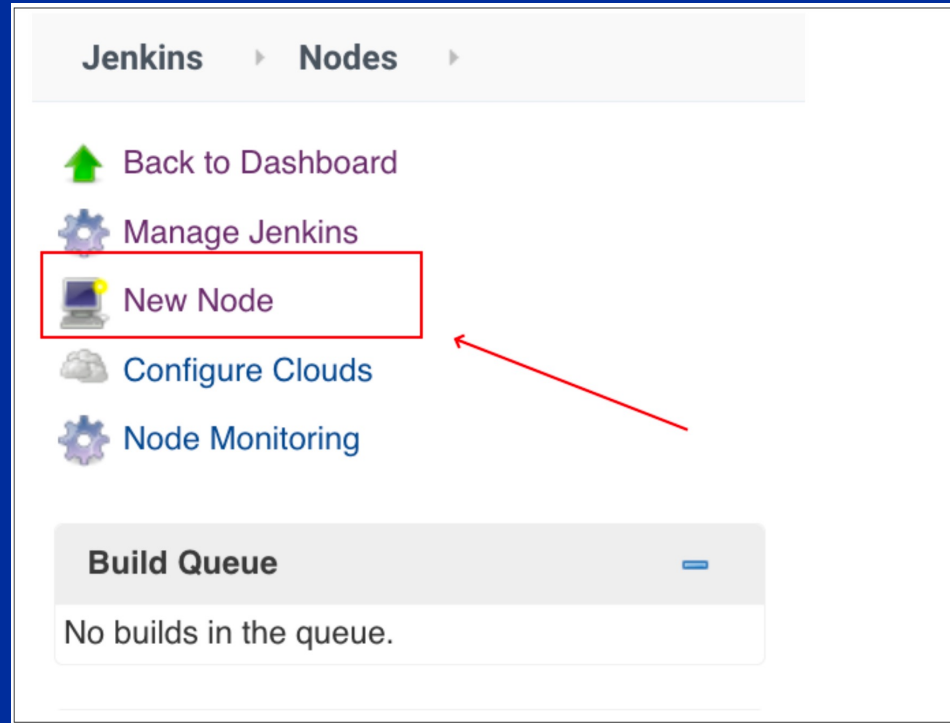 Jenkins Nodes
Back to Dashboard
Manage Jenkins
New Node
Configure Clouds
Node Monitoring
Build Queue
No builds in the queue.